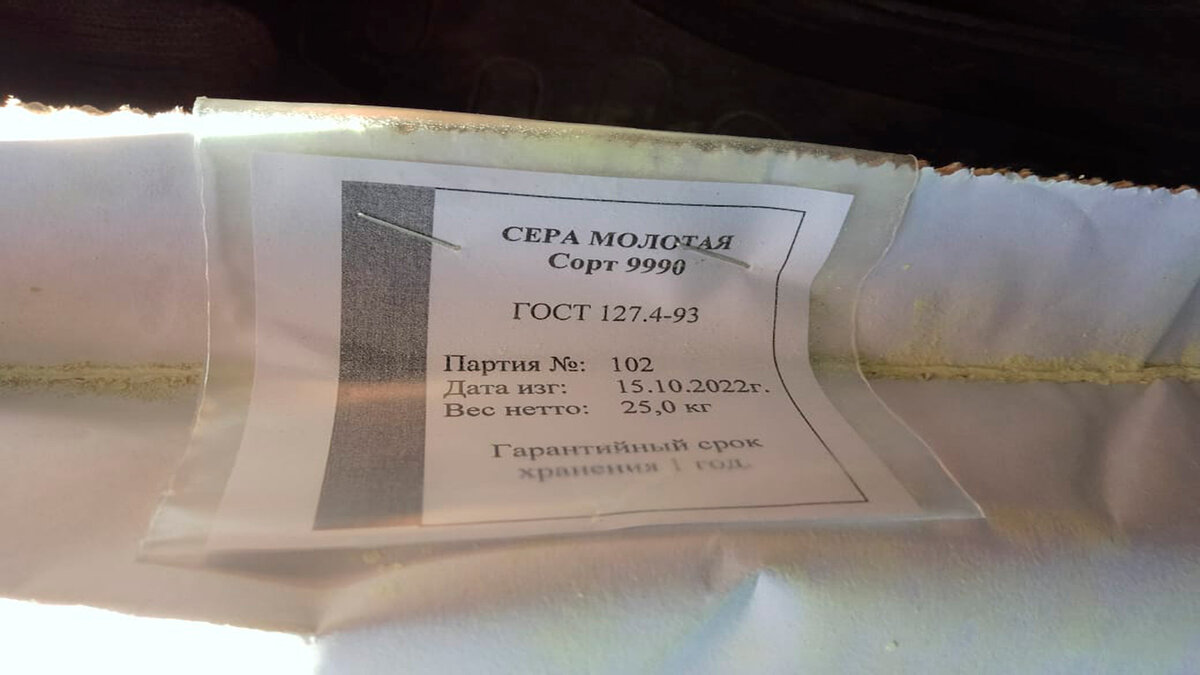 СЕРА МОЛОТАЯ
Сорт 9990
ГОСТ 127.4-93
Партия №: 102
Дата изг: 15.10.2022г.
Вес нетто: 25,0 кг
Гарантийный срок
хранения 1 год.